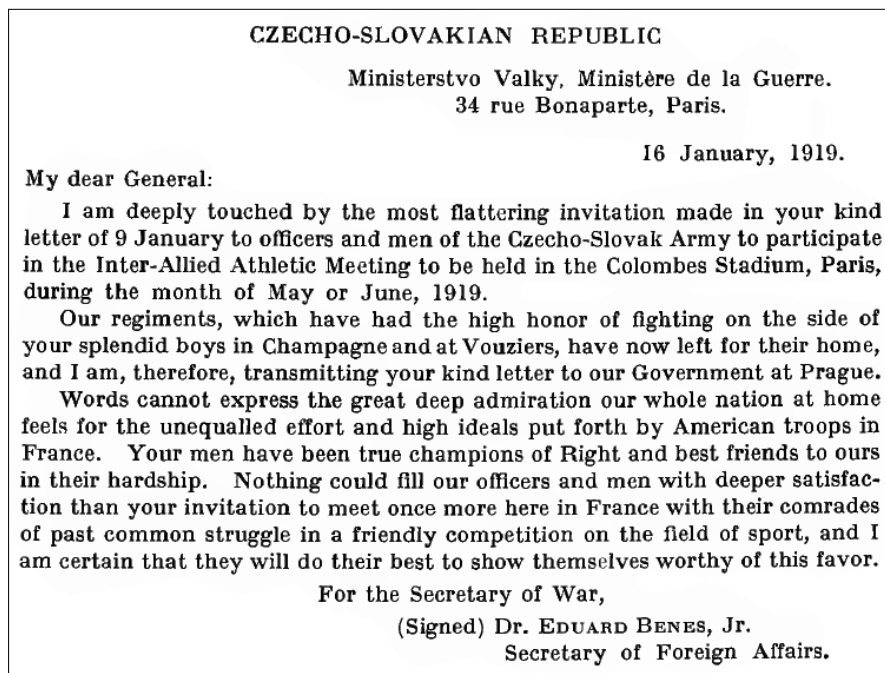 CZECHO-SLOVAKIAN REPUBLIC
Ministerstvo Valky, Ministère de la Guerre.
34 rue Bonaparte, Paris.
16 January, 1919.
My dear General:
I am deeply touched by the most flattering invitation made in your kind
letter of 9 January to officers and men of the Czecho-Slovak Army to participate
in the Inter-Allied Athletic Meeting to be held in the Colombes Stadium, Paris,
during the month of May or June, 1919.
Our regiments, which have had the high honor of fighting on the side of
your splendid boys in Champagne and at Vouziers, have now left for their home,
and I am, therefore, transmitting your kind letter to our Government at Prague.
Words cannot express the great deep admiration our whole nation at home
feels for the unequalled effort and high ideals put forth by American troops in
France. Your men have been true champions of Right and best friends to ours
in their hardship. Nothing could fill our officers and men with deeper satisfac-
tion than your invitation to meet once more here in France with their comrades
of past common struggle in a friendly competition on the field of sport, and I
am certain that they will do their best to show themselves worthy of this favor.
For the Secretary of War,
(Signed) Dr. EDUARD BENES, Jr.
Secretary of Foreign Affairs.